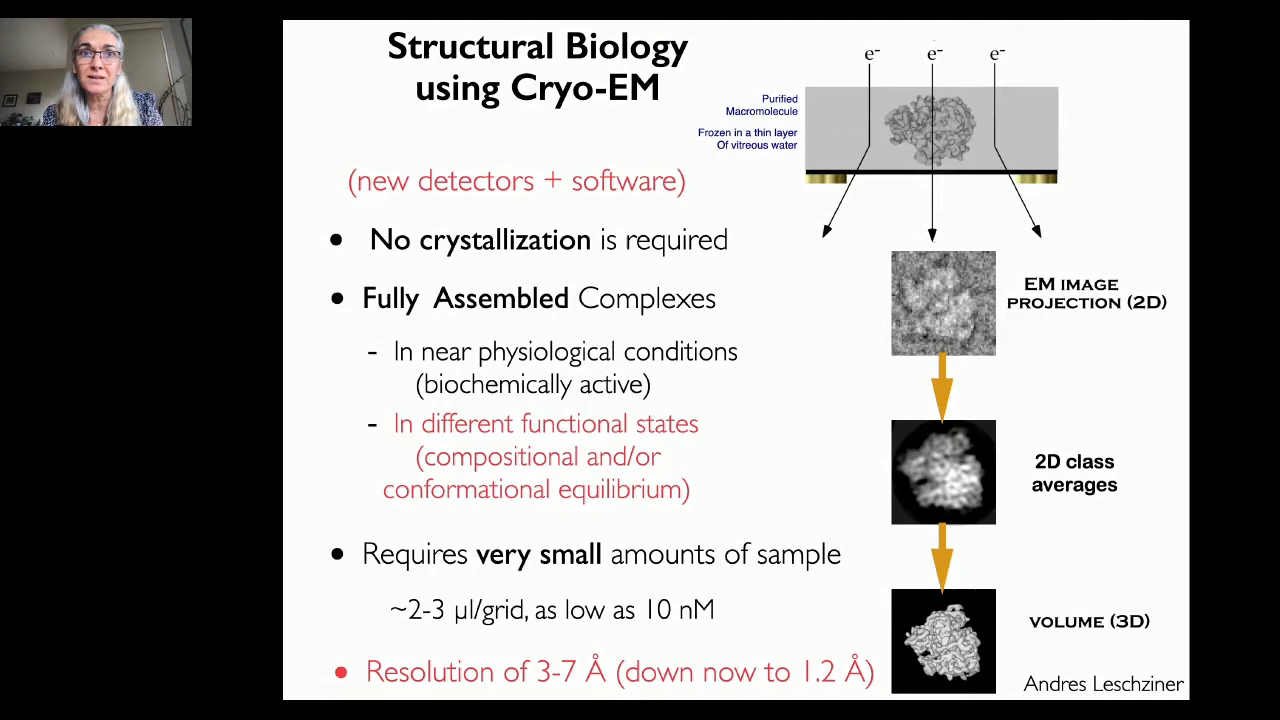 Structural Biology
using Cryo-EM
(new detectors + software)
• No crystallization is required
• Fully Assembled Complexes
- In near physiological conditions
(biochemically active)
- In different functional states
(compositional and/or
conformational equilibrium)
• Requires very small amounts of sample
~2-3 µl/grid, as low as 10 nM
• Resolution of 3-7 Å (down now to 1.2 Å)
e- e- e-
Purified
Macromolecule
Frozen in a thin layer
Of vitreous water
EM IMAGE
PROJECTION (2D)
2D class
averages
VOLUME (3D)
Andres Leschziner